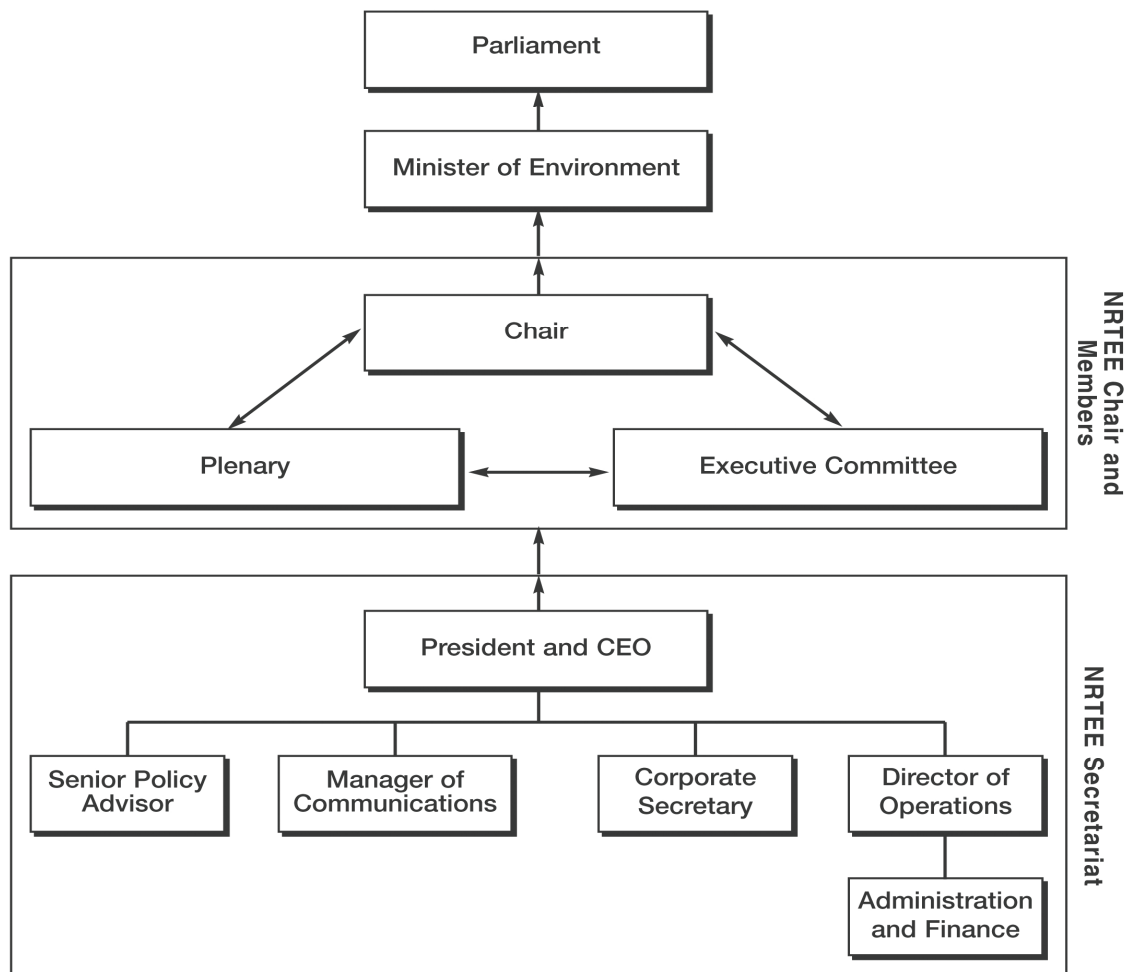 Parliament
Minister of Environment
NRTEE Chair and
Members
Chair
Plenary
Executive Committee
NRTEE Secretariat
President and CEO
Senior Policy
Advisor
Manager of
Communications
Corporate
Secretary
Director of
Operations
Administration
and Finance